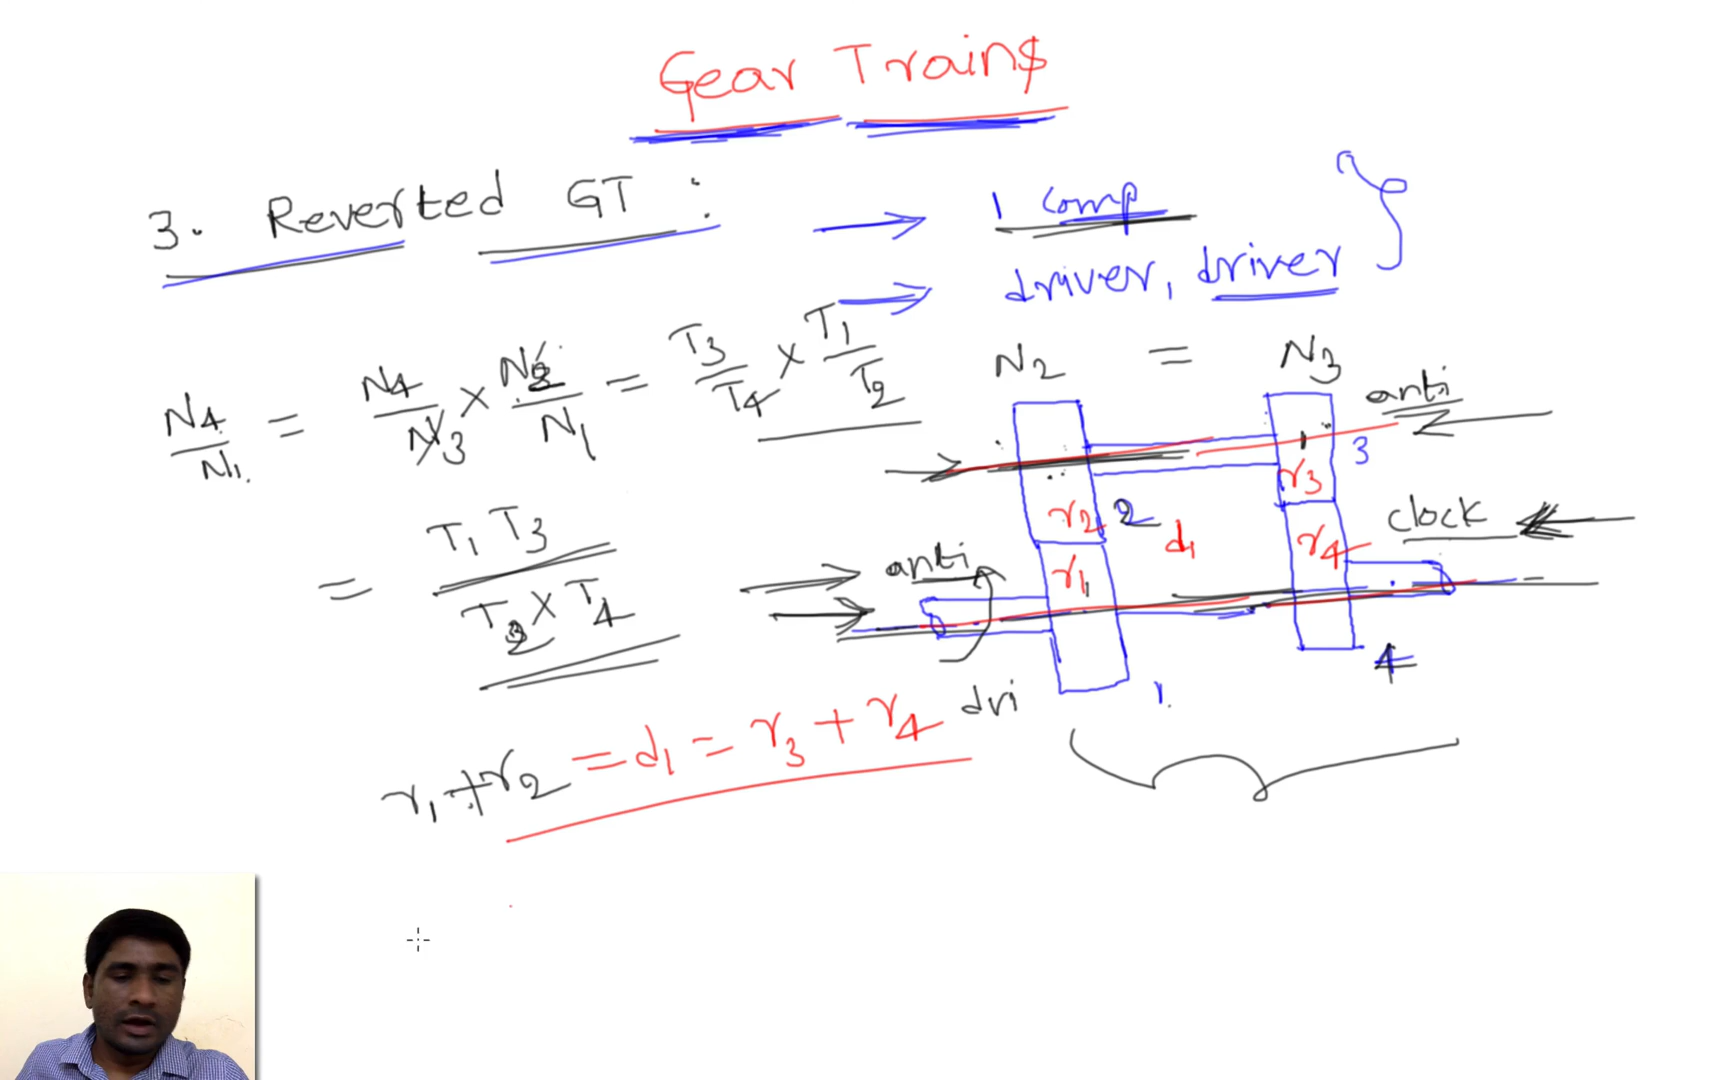 Gear Trains
3. Reverted GT :
1 comp
driver, driver
N4/N1 = N4/N3 × N2/N1 = T3/T4 × T1/T2
N2 = N3
anti
3
r3
r2 2 d1
clock
r4
= T1 T3 / T2 × T4
anti
r1
4
dri 1.
r1 + r2 = d1 = r3 + r4